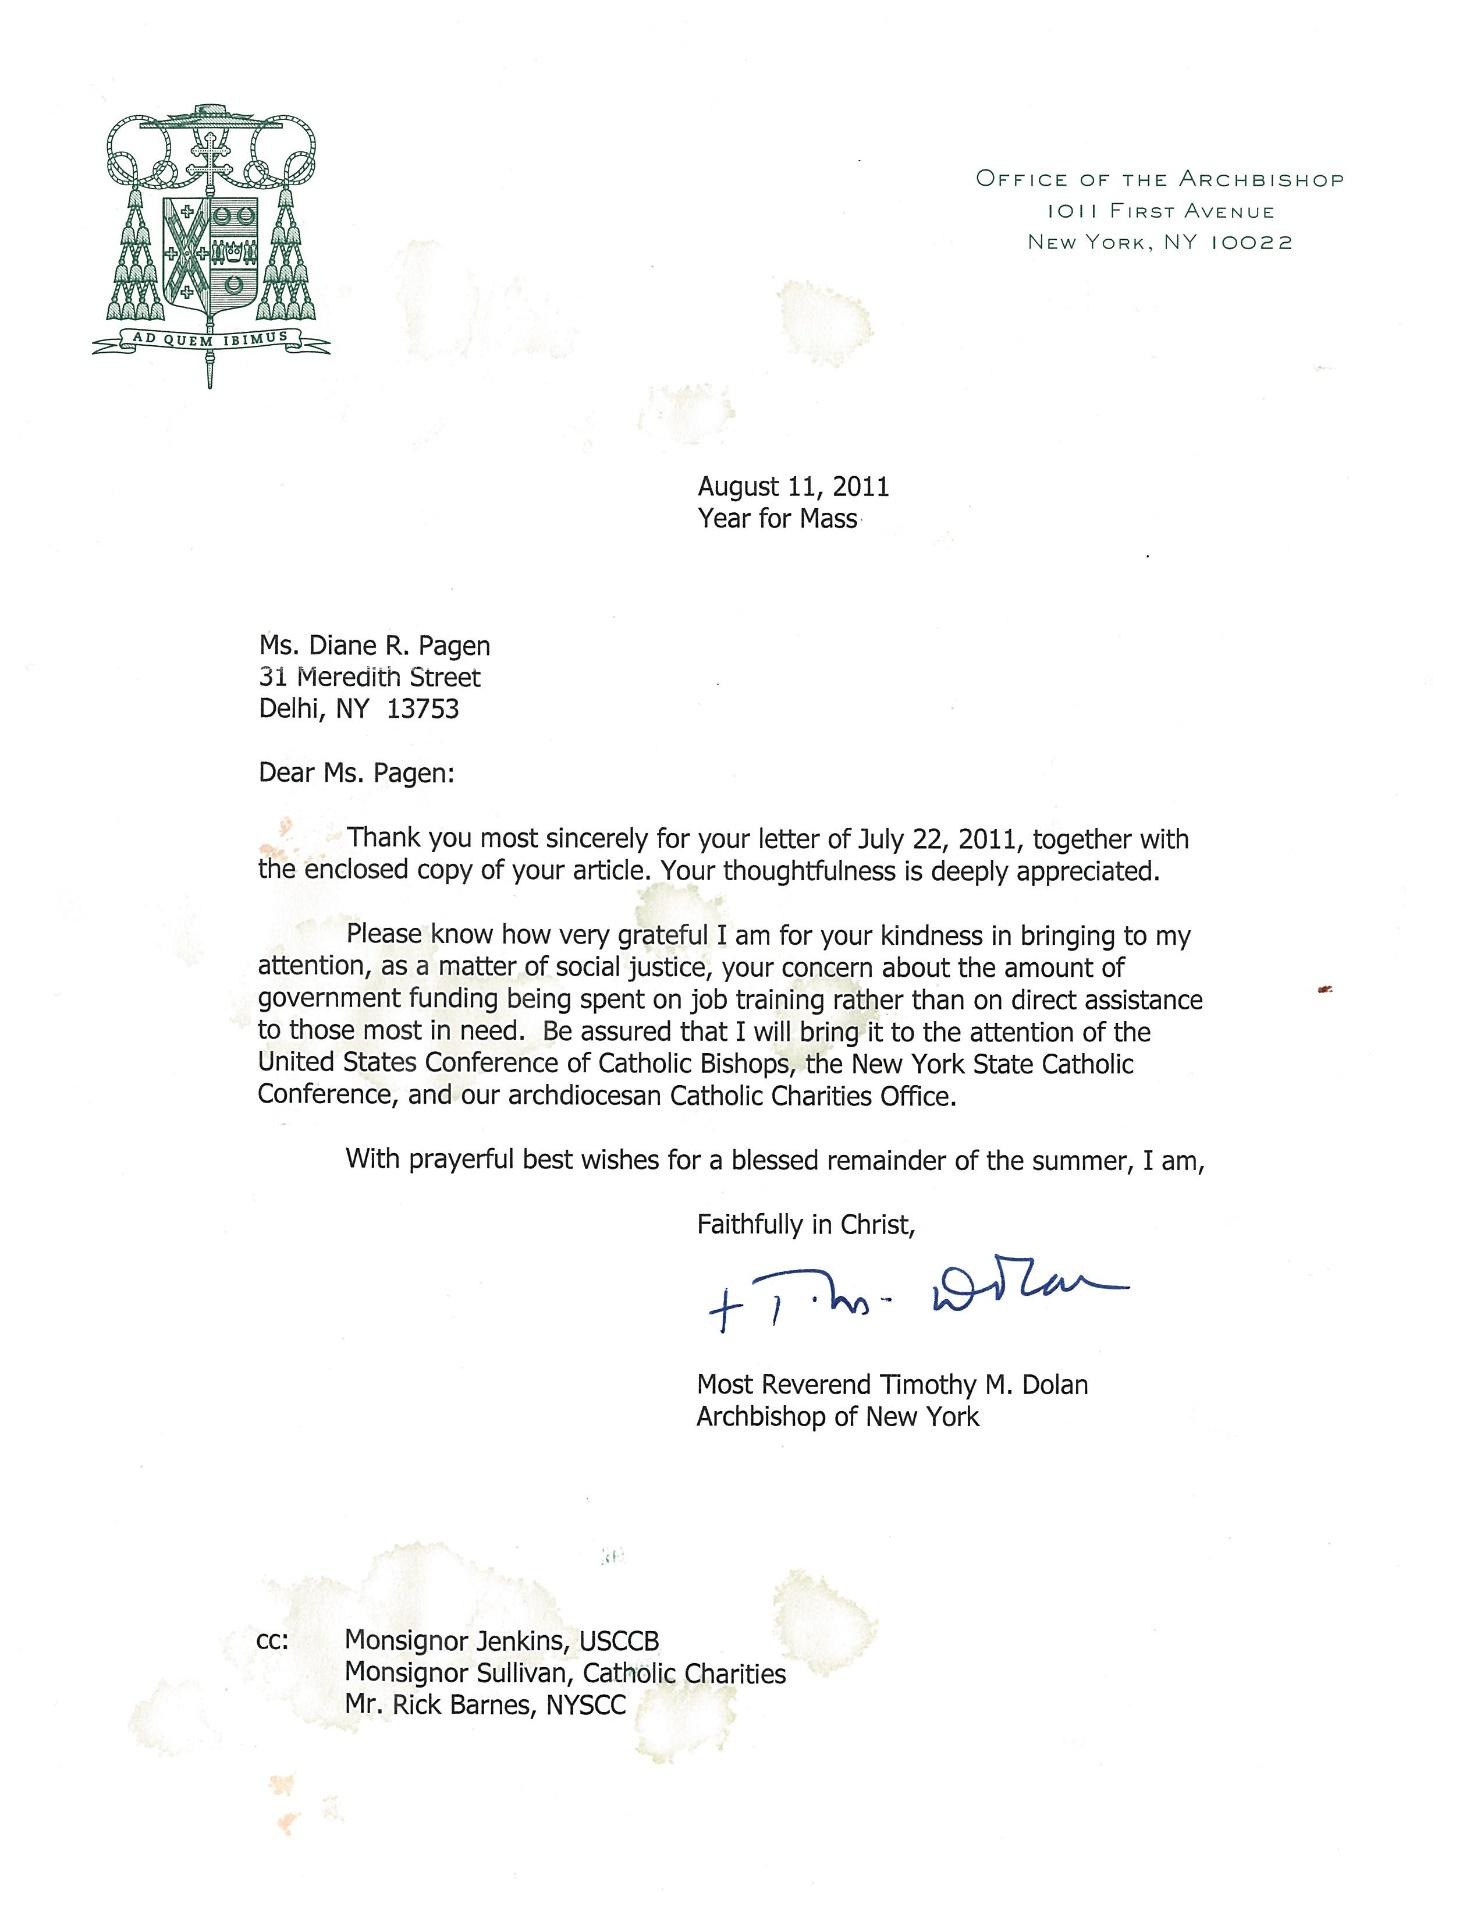 AD QUEM IBIMUS
OFFICE OF THE ARCHBISHOP
1011 FIRST AVENUE
NEW YORK, NY 10022
August 11, 2011
Year for Mass
Ms. Diane R. Pagen
31 Meredith Street
Delhi, NY  13753
Dear Ms. Pagen:
Thank you most sincerely for your letter of July 22, 2011, together with
the enclosed copy of your article. Your thoughtfulness is deeply appreciated.
Please know how very grateful I am for your kindness in bringing to my
attention, as a matter of social justice, your concern about the amount of
government funding being spent on job training rather than on direct assistance
to those most in need.  Be assured that I will bring it to the attention of the
United States Conference of Catholic Bishops, the New York State Catholic
Conference, and our archdiocesan Catholic Charities Office.
With prayerful best wishes for a blessed remainder of the summer, I am,
Faithfully in Christ,
Dolan
Most Reverend Timothy M. Dolan
Archbishop of New York
cc: Monsignor Jenkins, USCCB
Monsignor Sullivan, Catholic Charities
Mr. Rick Barnes, NYSCC